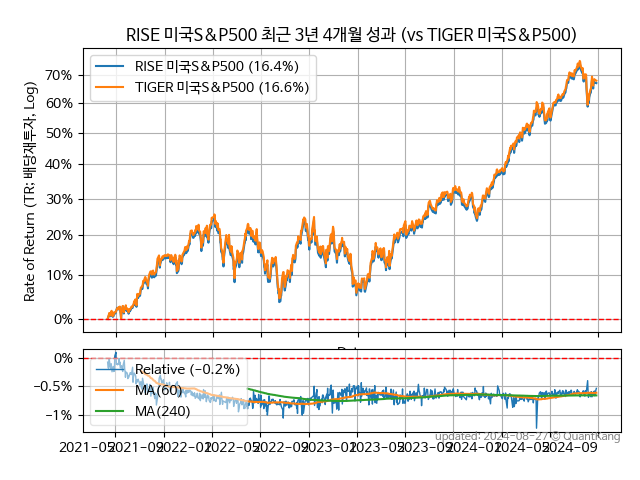 RISE 미국S&P500 최근 3년 4개월 성과 (vs TIGER 미국S&P500)
Rate of Return (TR: 배당재투자, Log)
70%
60%
50%
40%
30%
20%
10%
0%
RISE 미국S&P500 (16.4%)
TIGER 미국S&P500 (16.6%)
0%
−0.5%
−1%
Relative (−0.2%)
MA(60)
MA(240)
updated: 2024-08-27 © QuantKang
2021-05 2021-09 2022-01 2022-05 2022-09 2023-01 2023-05 2023-09 2024-01 2024-05 2024-09